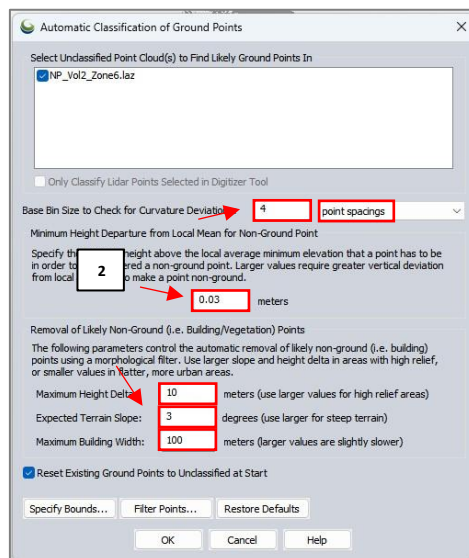 Automatic Classification of Ground Points
Select Unclassified Point Cloud(s) to Find Likely Ground Points In
NP_Vol2_Zone6.laz
Only Classify Lidar Points Selected in Digitizer Tool
Base Bin Size to Check for Curvature Deviation 4 point spacings
Minimum Height Departure from Local Mean for Non-Ground Point
Specify the height above the local average minimum elevation that a point has to be
in order to ered a non-ground point. Larger values require greater vertical deviation
from local to make a point non-ground.
2
0.03 meters
Removal of Likely Non-Ground (i.e. Building/Vegetation) Points
The following parameters control the automatic removal of likely non-ground (i.e. building)
points using a morphological filter. Use larger slope and height delta in areas with high relief,
or smaller values in flatter, more urban areas.
Maximum Height Delta: 10 meters (use larger values for high relief areas)
Expected Terrain Slope: 3 degrees (use larger for steep terrain)
Maximum Building Width: 100 meters (larger values are slightly slower)
Reset Existing Ground Points to Unclassified at Start
Specify Bounds... Filter Points... Restore Defaults
OK Cancel Help